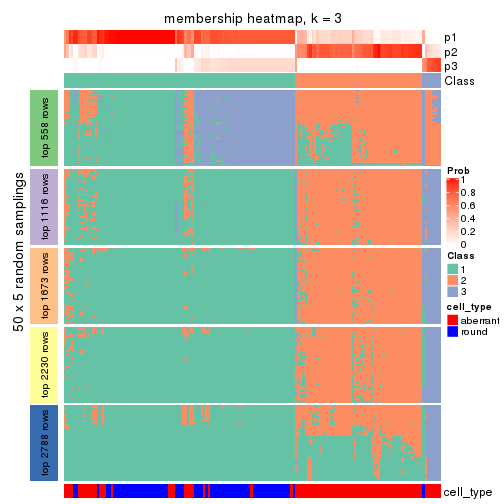 membership heatmap, k = 3
p1
p2
p3
Class
50 x 5 random samplings
top 558 rows
top 1116 rows
top 1673 rows
top 2230 rows
top 2788 rows
cell_type
Prob
1
0.8
0.6
0.4
0.2
0
Class
1
2
3
cell_type
aberrant
round